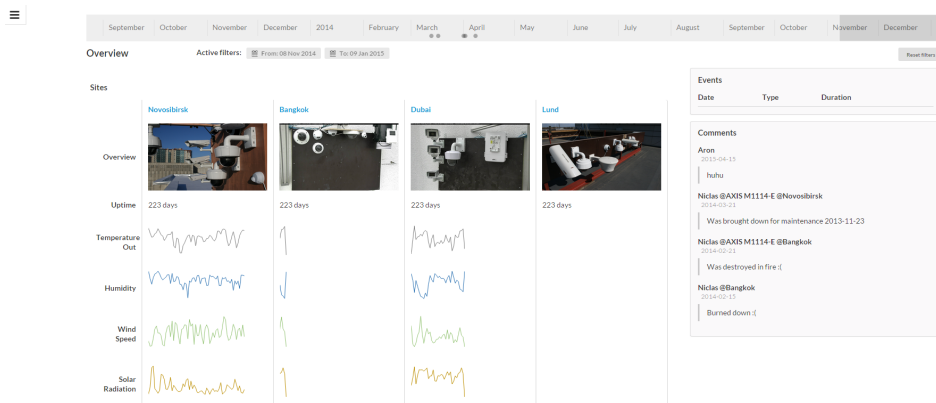 September October November December 2014 February March April May June July August September October November December
Overview Active filters: From: 08 Nov 2014 To: 09 Jan 2015 Reset filters
Sites
Novosibirsk Bangkok Dubai Lund
Overview
Uptime 223 days 223 days 223 days 223 days
Temperature
Out
Humidity
Wind
Speed
Solar
Radiation
Events
Date Type Duration
Comments
Aron
2015-04-15
huhu
Niclas @AXIS M1114-E @Novosibirsk
2014-03-21
Was brought down for maintenance 2013-11-23
Niclas @AXIS M1114-E @Bangkok
2014-02-21
Was destroyed in fire :(
Niclas @Bangkok
2014-02-15
Burned down :(